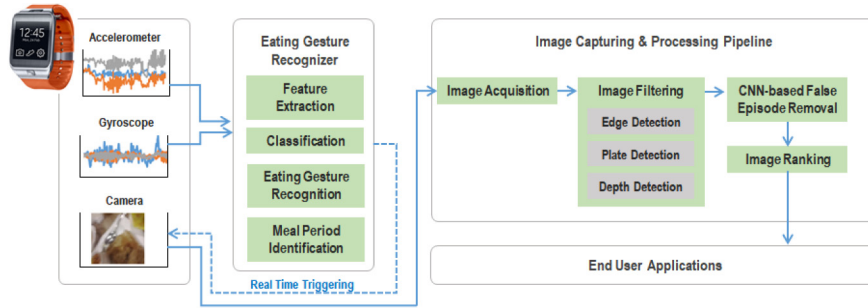 12:45
Accelerometer
Gyroscope
Camera
Eating Gesture
Recognizer
Feature
Extraction
Classification
Eating Gesture
Recognition
Meal Period
Identification
Real Time Triggering
Image Capturing & Processing Pipeline
Image Acquisition
Image Filtering
Edge Detection
Plate Detection
Depth Detection
CNN-based False
Episode Removal
Image Ranking
End User Applications